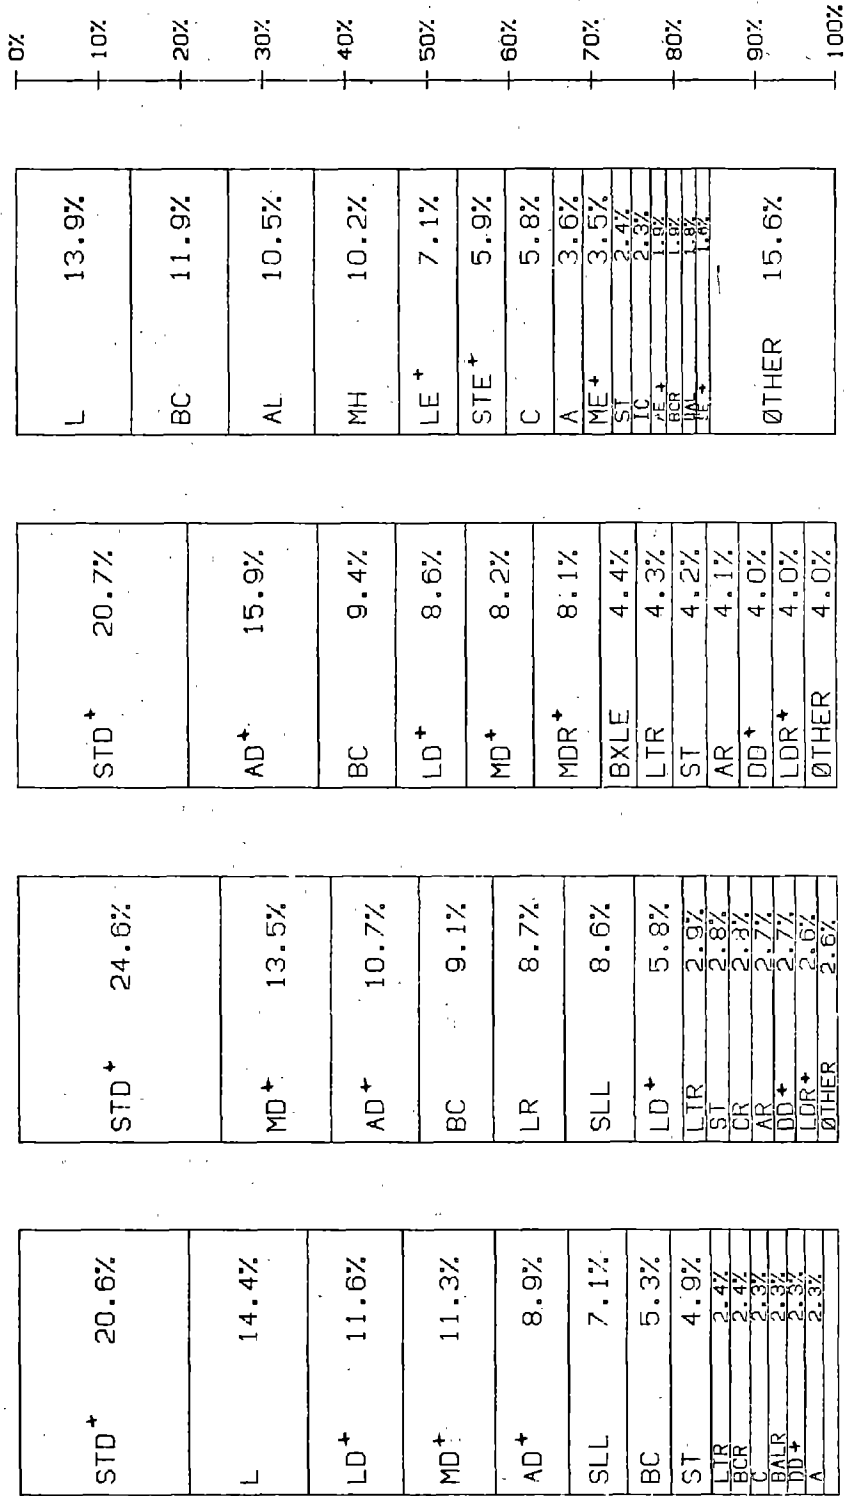 0% 10% 20% 30% 40% 50% 60% 70% 80% 90% 100%
L 13.9%
BC 11.9%
AL 10.5%
MH 10.2%
LE+ 7.1%
STE+ 5.9%
C 5.8%
A 3.6%
ME+ 3.5%
ST 2.4%
IC 2.3%
1.9%
BCR 1.9%
1.8%
1.6%
ØTHER 15.6%
STD+ 20.7%
AD+ 15.9%
BC 9.4%
LD+ 8.6%
MD+ 8.2%
MDR+ 8.1%
BXLE 4.4%
LTR 4.3%
ST 4.2%
AR 4.1%
DD+ 4.0%
LDR+ 4.0%
ØTHER 4.0%
STD+ 24.6%
MD+ 13.5%
AD+ 10.7%
BC 9.1%
LR 8.7%
SLL 8.6%
LD+ 5.8%
LTR 2.9%
ST 2.8%
CR 2.8%
AR 2.7%
DD+ 2.7%
LDR+ 2.6%
ØTHER 2.6%
STD+ 20.6%
L 14.4%
LD+ 11.6%
MD+ 11.3%
AD+ 8.9%
SLL 7.1%
BC 5.3%
ST 4.9%
LTR 2.4%
BCR 2.4%
C 2.3%
BALR 2.3%
DD+ 2.3%
A 2.3%